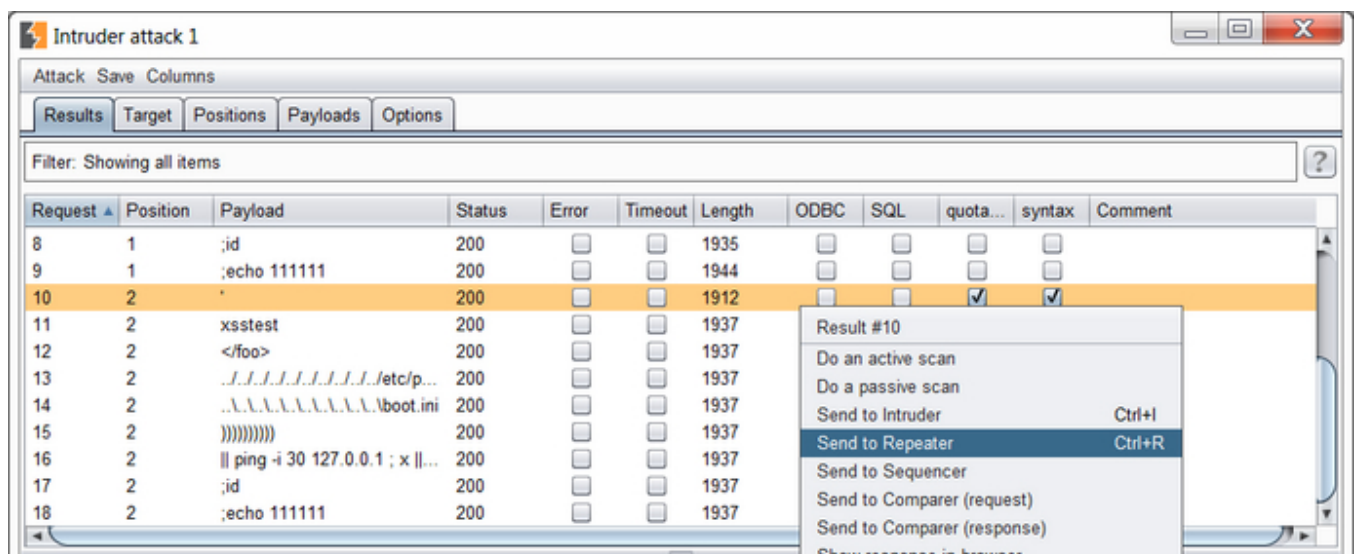 Intruder attack 1
Attack Save Columns
Results Target Positions Payloads Options
Filter: Showing all items ?
Request Position Payload Status Error Timeout Length ODBC SQL quota... syntax Comment
8 1 ;id 200 1935
9 1 ;echo 111111 200 1944
10 2 ' 200 1912
11 2 xsstest 200 1937
12 2 </foo> 200 1937
13 2 ../../../../../../../../../../etc/p... 200 1937
14 2 ..\..\..\..\..\..\..\..\..\..\boot.ini 200 1937
15 2 )))))))))) 200 1937
16 2 || ping -i 30 127.0.0.1 ; x ||... 200 1937
17 2 ;id 200 1937
18 2 ;echo 111111 200 1937
Result #10
Do an active scan
Do a passive scan
Send to Intruder Ctrl+I
Send to Repeater Ctrl+R
Send to Sequencer
Send to Comparer (request)
Send to Comparer (response)
Show response in browser